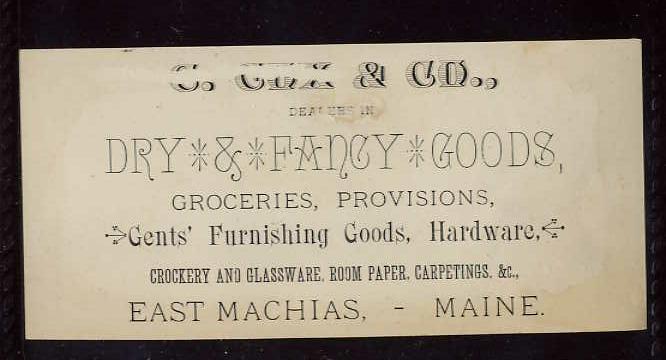 & CO.,
DEALERS IN
DRY & FANCY GOODS,
GROCERIES, PROVISIONS,
Gents' Furnishing Goods, Hardware,
CROCKERY AND GLASSWARE, ROOM PAPER, CARPETINGS, &c.,
EAST MACHIAS, - MAINE.